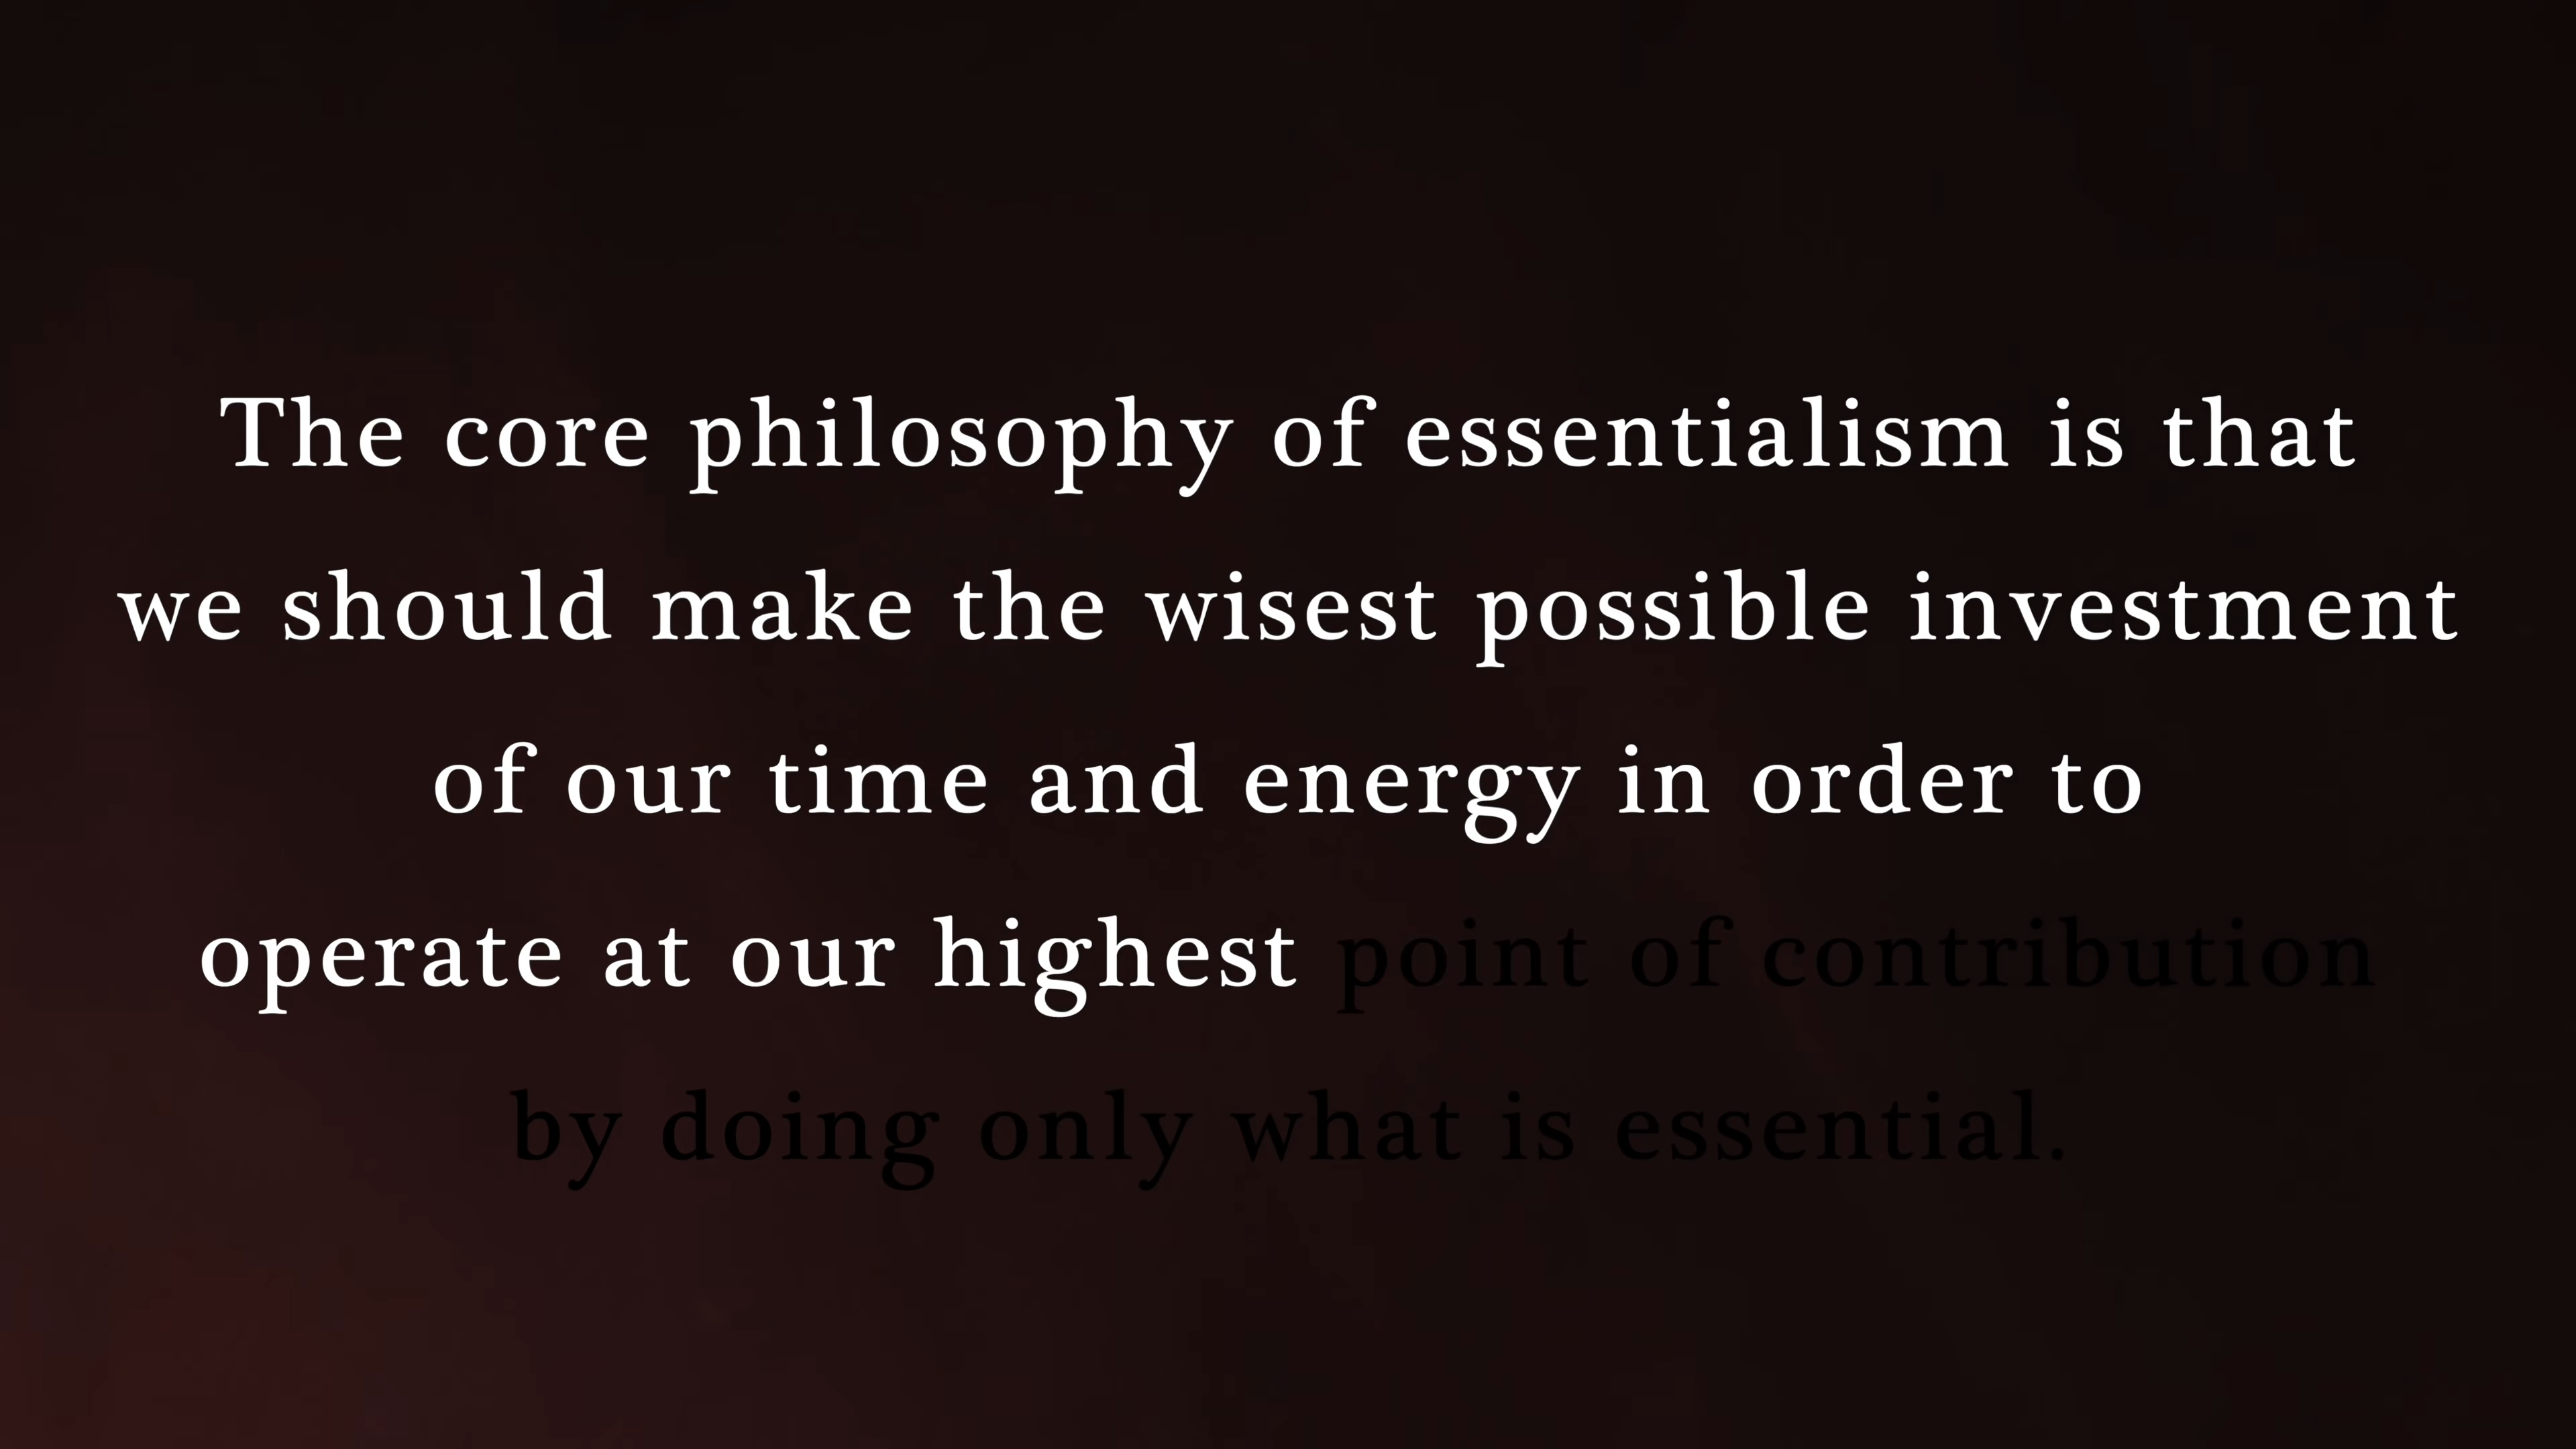 The core philosophy of essentialism is that
we should make the wisest possible investment
of our time and energy in order to
operate at our highest point of contribution
by doing only what is essential.